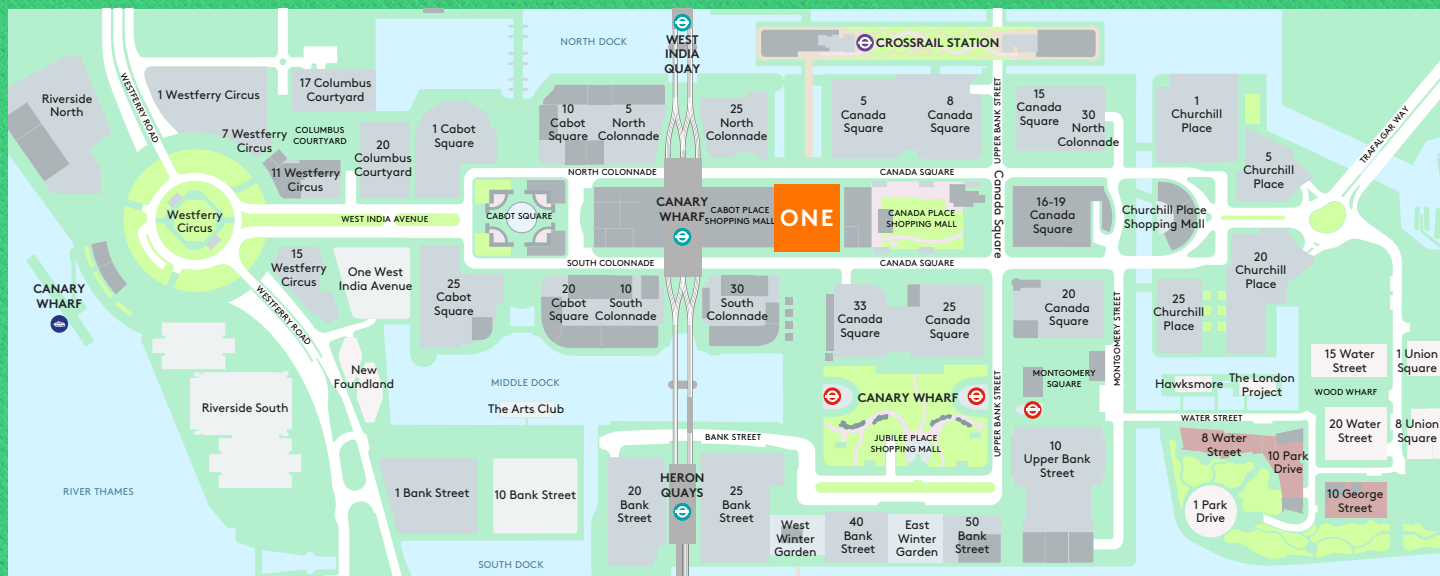 NORTH DOCK
WEST
INDIA
QUAY
CROSSRAIL STATION
WESTFERRY ROAD
Riverside
North
1 Westferry Circus
17 Columbus
Courtyard
7 Westferry
Circus
COLUMBUS
COURTYARD
11 Westferry
Circus
20
Columbus
Courtyard
1 Cabot
Square
10
Cabot
Square
5
North
Colonnade
25
North
Colonnade
5
Canada
Square
8
Canada
Square
UPPER BANK STREET
15
Canada
Square
30
North
Colonnade
1
Churchill
Place
5
Churchill
Place
TRAFALGAR WAY
NORTH COLONNADE
CANADA SQUARE
Westferry
Circus
WEST INDIA AVENUE
CABOT SQUARE
CANARY
WHARF
CABOT PLACE
SHOPPING MALL
ONE
CANADA PLACE
SHOPPING MALL
Canada Square
16-19
Canada
Square
Churchill Place
Shopping Mall
SOUTH COLONNADE
CANADA SQUARE
CANARY
WHARF
15
Westferry
Circus
One West
India Avenue
25
Cabot
Square
20
Cabot
Square
10
South
Colonnade
30
South
Colonnade
33
Canada
Square
25
Canada
Square
20
Canada
Square
MONTGOMERY STREET
25
Churchill
Place
20
Churchill
Place
WESTFERRY ROAD
New
Foundland
Riverside South
MIDDLE DOCK
The Arts Club
CANARY WHARF
JUBILEE PLACE
SHOPPING MALL
UPPER BANK STREET
MONTGOMERY
SQUARE
Hawksmore
The London
Project
15 Water
Street
1 Union
Square
WOOD WHARF
WATER STREET
20 Water
Street
8 Union
Square
8 Water
Street
10 Park
Drive
10 George
Street
1 Park
Drive
BANK STREET
10
Upper Bank
Street
RIVER THAMES
1 Bank Street
10 Bank Street
20
Bank
Street
HERON
QUAYS
25
Bank
Street
West
Winter
Garden
40
Bank
Street
East
Winter
Garden
50
Bank
Street
SOUTH DOCK